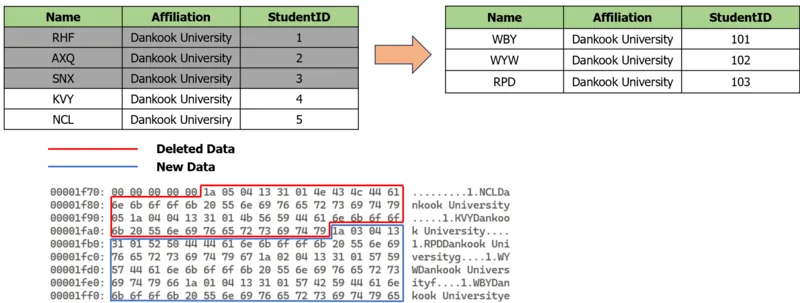 Name Affiliation StudentID
RHF Dankook University 1
AXQ Dankook University 2
SNX Dankook University 3
KVY Dankook University 4
NCL Dankook Universiry 5
Name Affiliation StudentID
WBY Dankook University 101
WYW Dankook University 102
RPD Dankook University 103
Deleted Data
New Data
00001f70: 00 00 00 00 00 1a 05 04 13 31 01 4e 43 4c 44 61 .........1.NCLDa
00001f80: 6e 6b 6f 6f 6b 20 55 6e 69 76 65 72 73 69 74 79 nkook University
00001f90: 05 1a 04 04 13 31 01 4b 56 59 44 61 6e 6b 6f 6f .....1.KVYDankoo
00001fa0: 6b 20 55 6e 69 76 65 72 73 69 74 79 1a 03 04 13 k University....
00001fb0: 31 01 52 50 44 44 61 6e 6b 6f 6f 6b 20 55 6e 69 1.RPDDankook Uni
00001fc0: 76 65 72 73 69 74 79 67 1a 02 04 13 31 01 57 59 versityg....1.WY
00001fd0: 57 44 61 6e 6b 6f 6f 6b 20 55 6e 69 76 65 72 73 WDankook Univers
00001fe0: 69 74 79 66 1a 01 04 13 31 01 57 42 59 44 61 6e ityf....1.WBYDan
00001ff0: 6b 6f 6f 6b 20 55 6e 69 76 65 72 73 69 74 79 65 kook Universitye